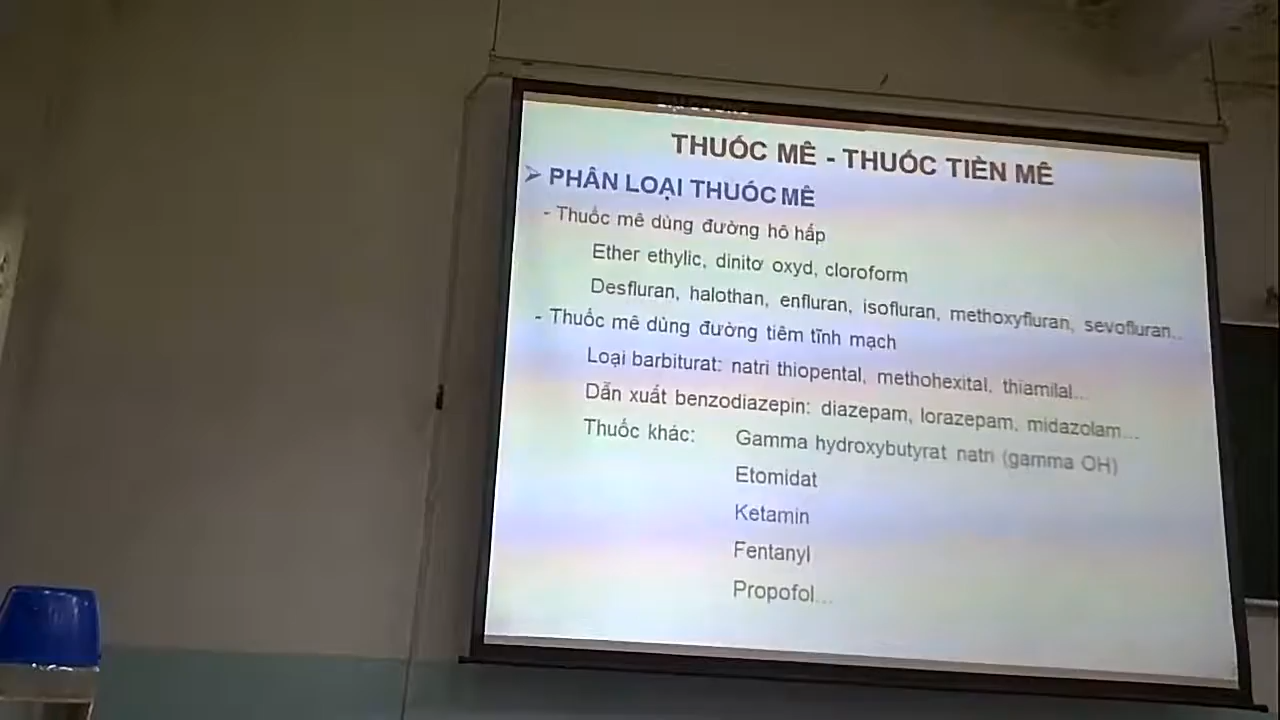 THUỐC MÊ - THUỐC TIỀN MÊ
➢ PHÂN LOẠI THUỐC MÊ
- Thuốc mê dùng đường hô hấp
Ether ethylic, dinitơ oxyd, cloroform
Desfluran, halothan, enfluran, isofluran, methoxyfluran, sevofluran..
- Thuốc mê dùng đường tiêm tĩnh mạch
Loại barbiturat: natri thiopental, methohexital, thiamilal...
Dẫn xuất benzodiazepin: diazepam, lorazepam, midazolam...
Thuốc khác: Gamma hydroxybutyrat natri (gamma OH)
Etomidat
Ketamin
Fentanyl
Propofol...